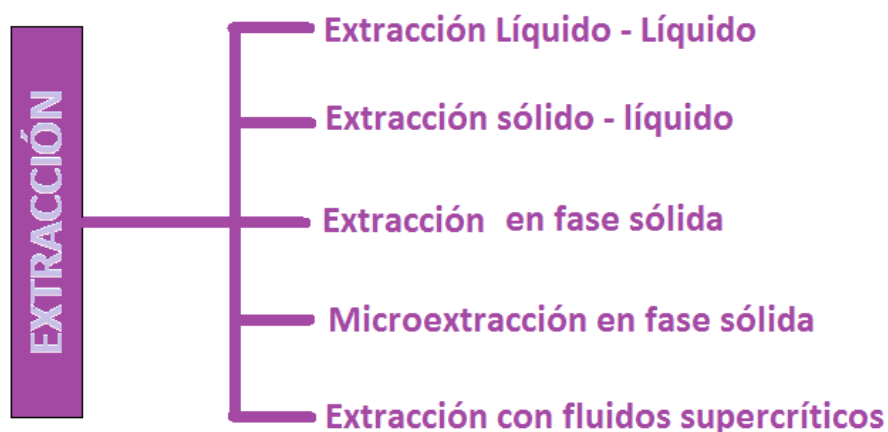 EXTRACCIÓN
Extracción Líquido - Líquido
Extracción sólido - líquido
Extracción en fase sólida
Microextracción en fase sólida
Extracción con fluidos supercríticos